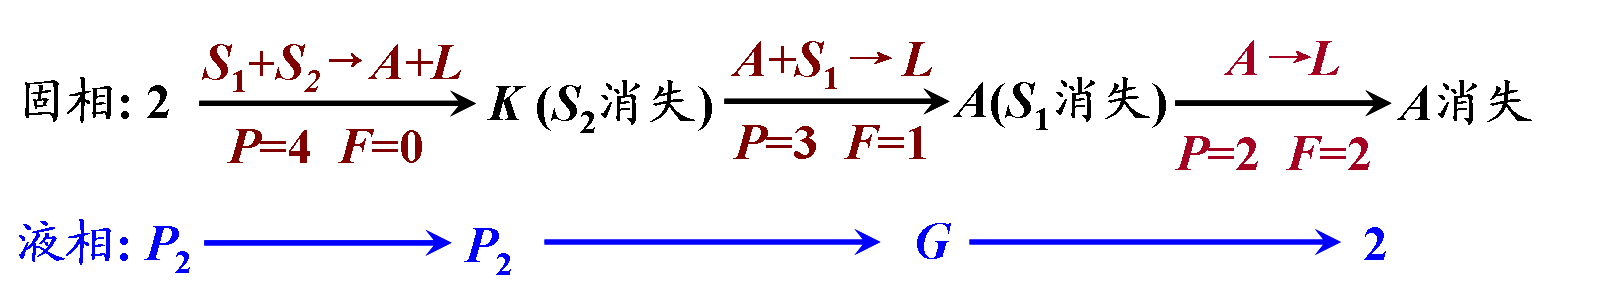 S₁+S₂→A+L A+S₁→L A→L
固相: 2 K (S₂消失) A(S₁消失) A消失
P=4 F=0 P=3 F=1 P=2 F=2
液相: P₂ P₂ G 2